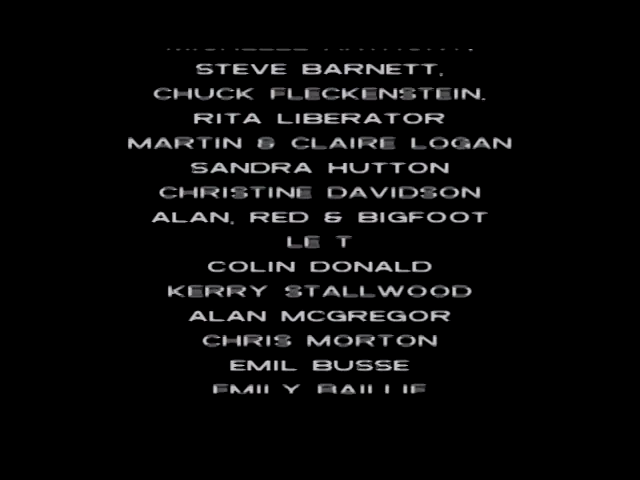 STEVE BARNETT,
CHUCK FLECKENSTEIN,
RITA LIBERATOR
MARTIN & CLAIRE LOGAN
SANDRA HUTTON
CHRISTINE DAVIDSON
ALAN, RED & BIGFOOT
LE T
COLIN DONALD
KERRY STALLWOOD
ALAN MCGREGOR
CHRIS MORTON
EMIL BUSSE
EMILY BAILLIE